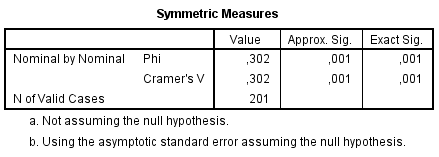 Symmetric Measures
Value Approx. Sig. Exact Sig.
Nominal by Nominal Phi ,302 ,001 ,001
Cramer's V ,302 ,001 ,001
N of Valid Cases 201
a. Not assuming the null hypothesis.
b. Using the asymptotic standard error assuming the null hypothesis.